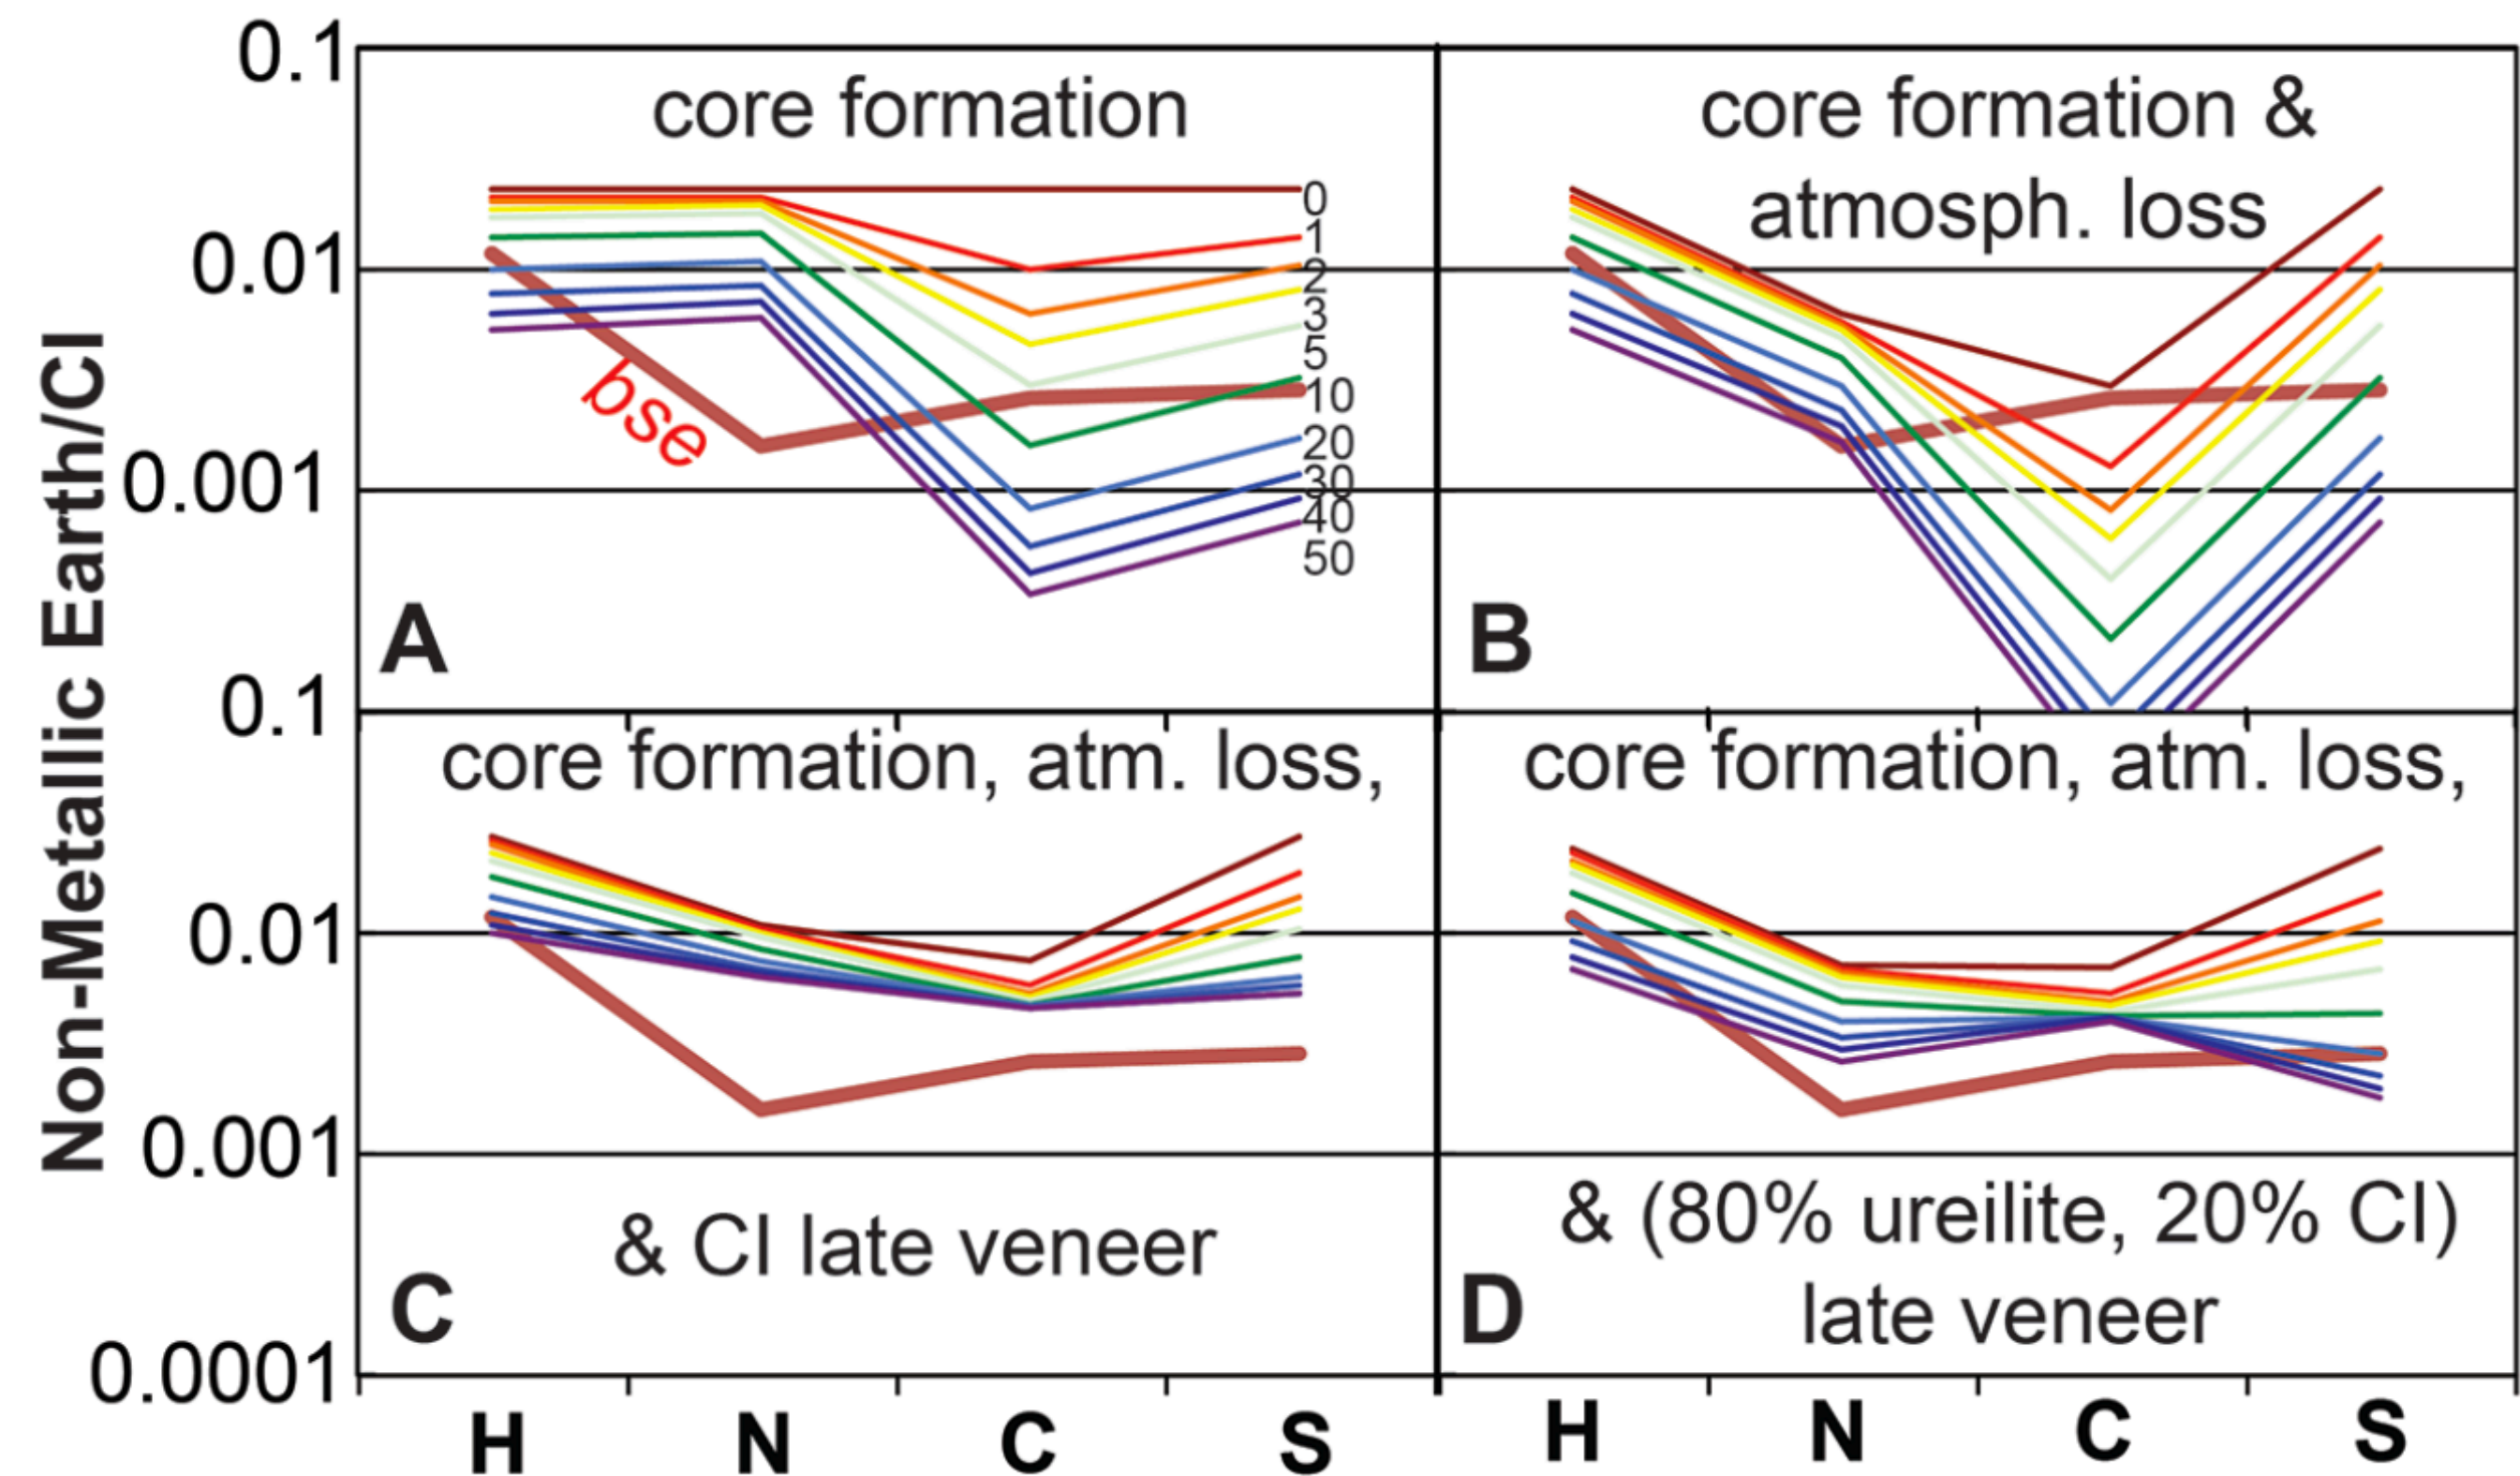 Non-Metallic Earth/CI
0.1
0.01
0.001
0.1
0.01
0.001
0.0001
core formation
bse
0
1
2
3
5
10
20
30
40
50
A
core formation &
atmosph. loss
B
core formation, atm. loss,
& CI late veneer
C
core formation, atm. loss,
& (80% ureilite, 20% CI)
late veneer
D
H N C S
H N C S